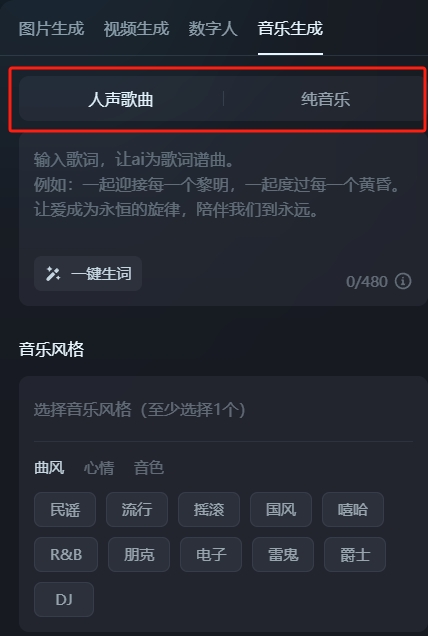 图片生成 视频生成 数字人 音乐生成
人声歌曲 纯音乐
输入歌词，让ai为歌词谱曲。
例如：一起迎接每一个黎明，一起度过每一个黄昏。
让爱成为永恒的旋律，陪伴我们到永远。
一键生词
0/480
音乐风格
选择音乐风格（至少选择1个）
曲风 心情 音色
民谣 流行 摇滚 国风 嘻哈
R&B 朋克 电子 雷鬼 爵士
DJ